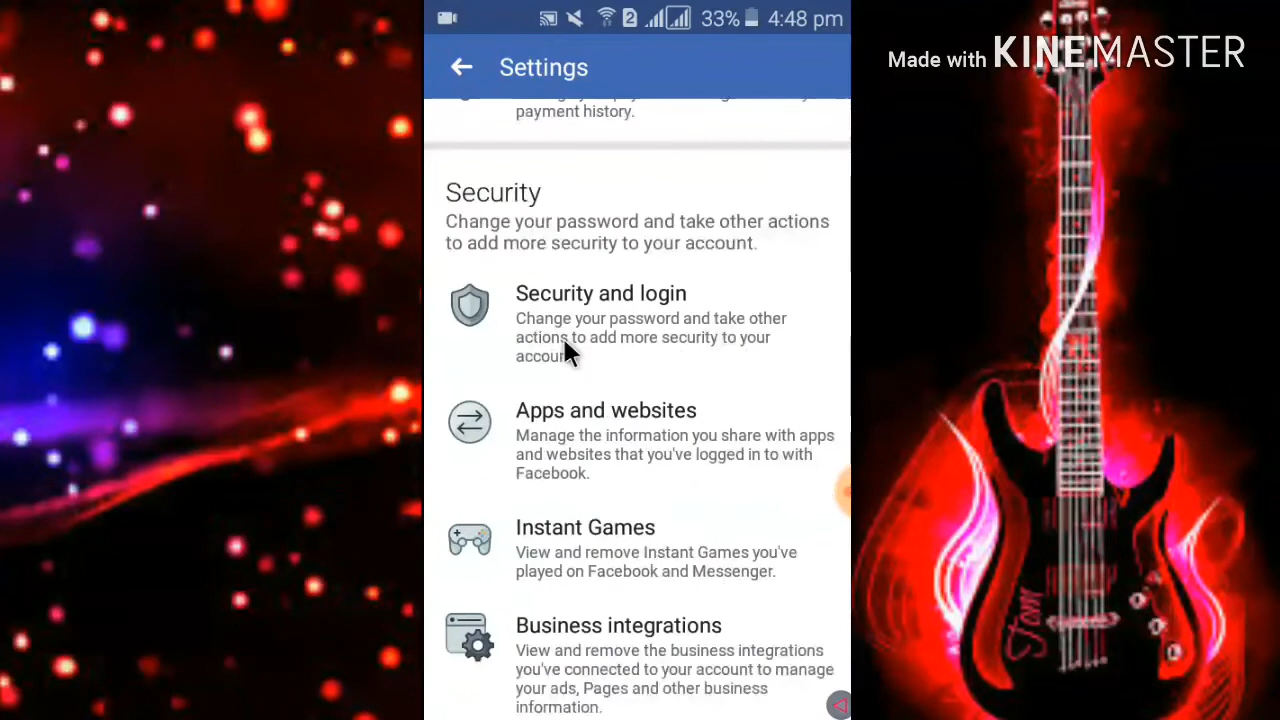 2 33% 4:48 pm
Made with KINEMASTER
Settings
payment history.
Security
Change your password and take other actions
to add more security to your account.
Security and login
Change your password and take other
actions to add more security to your
accoun
Apps and websites
Manage the information you share with apps
and websites that you've logged in to with
Facebook.
Instant Games
View and remove Instant Games you've
played on Facebook and Messenger.
Business integrations
View and remove the business integrations
you've connected to your account to manage
your ads, Pages and other business
information.
Tom